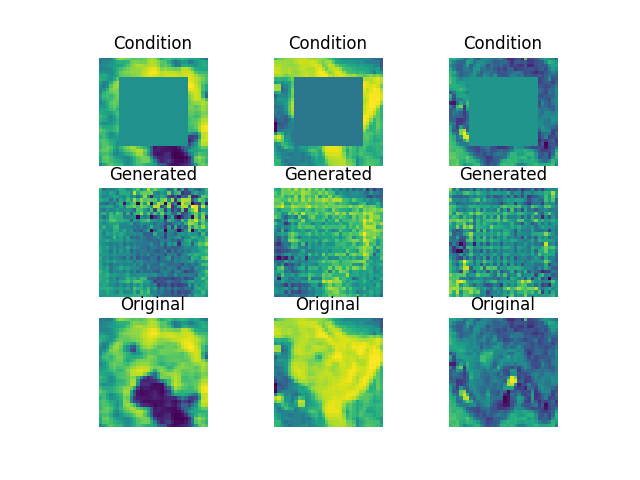 Condition Condition Condition
Generated Generated Generated
Original Original Original